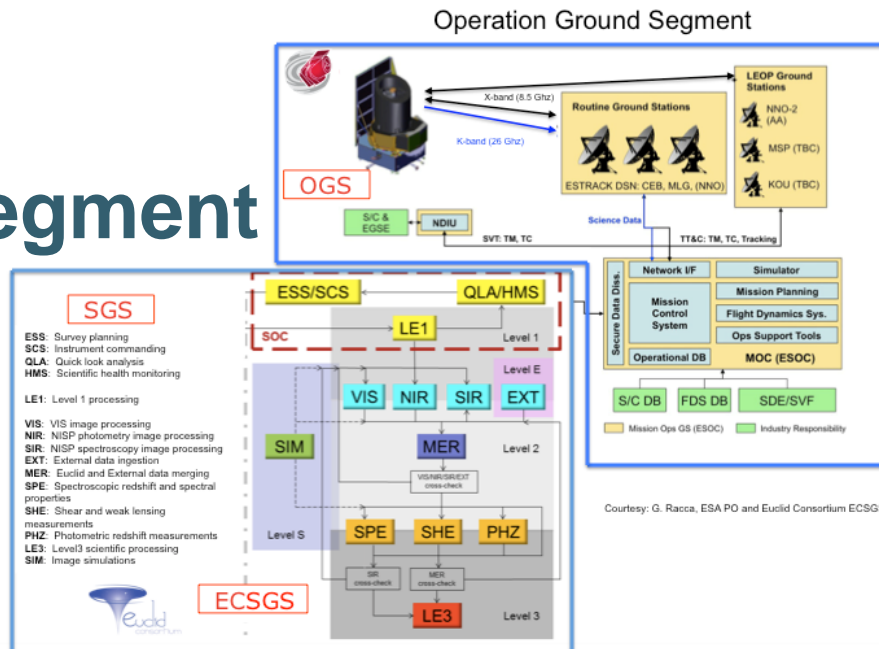 Operation Ground Segment
egment
X-band (8.5 Ghz)
K-band (26 Ghz)
OGS
Routine Ground Stations
ESTRACK DSN: CEB, MLG, (NNO)
LEOP Ground
Stations
NNO-2
(AA)
MSP (TBC)
KOU (TBC)
S/C &
EGSE
NDIU
SVT: TM, TC
Science Data
TT&C: TM, TC, Tracking
Secure Data Diss.
Network I/F
Mission
Control
System
Operational DB
Simulator
Mission Planning
Flight Dynamics Sys.
Ops Support Tools
MOC (ESOC)
S/C DB
FDS DB
SDE/SVF
Mission Ops GS (ESOC)
Industry Responsibility
Courtesy: G. Racca, ESA PO and Euclid Consortium ECSG
SGS
ESS: Survey planning
SCS: Instrument commanding
QLA: Quick look analysis
HMS: Scientific health monitoring
LE1: Level 1 processing
VIS: VIS image processing
NIR: NISP photometry image processing
SIR: NISP spectroscopy image processing
EXT: External data ingestion
MER: Euclid and External data merging
SPE: Spectroscopic redshift and spectral
properties
SHE: Shear and weak lensing
measurements
PHZ: Photometric redshift measurements
LE3: Level3 scientific processing
SIM: Image simulations
euclid
consortium
ECSGS
ESS/SCS
QLA/HMS
SOC
LE1
Level 1
Level E
VIS
NIR
SIR
EXT
SIM
MER
Level 2
VIS/NIR/SIR/EXT
cross-check
Level S
SPE
SHE
PHZ
SIR
cross-check
MER
cross-check
LE3
Level 3